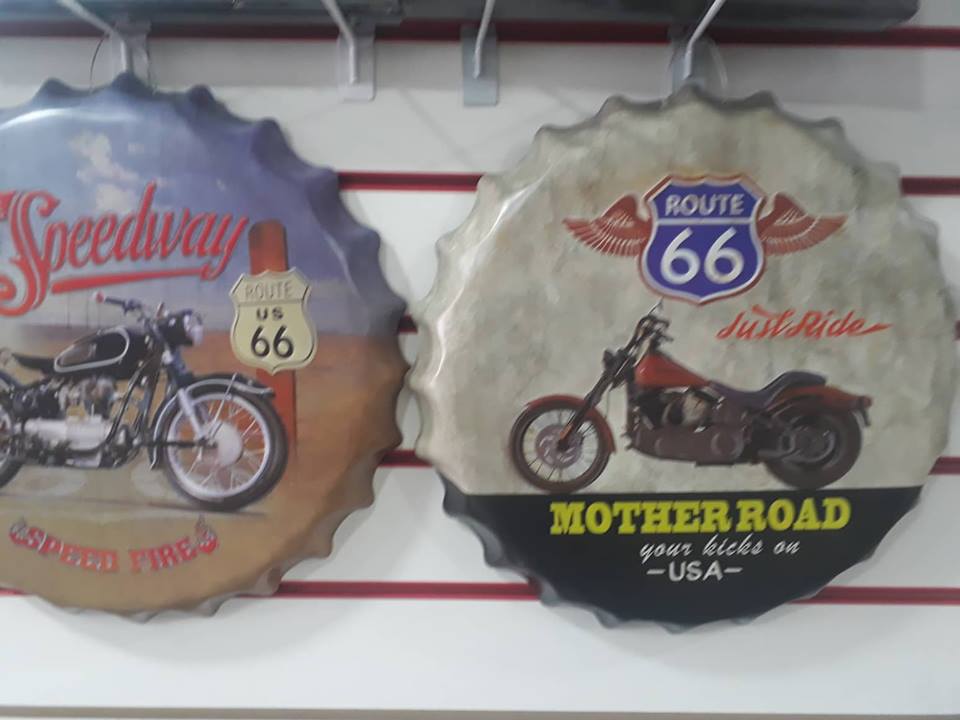 Speedway
ROUTE
US
66
SPEED FIRE
ROUTE
66
Just Ride
MOTHER ROAD
your kicks on
-USA-